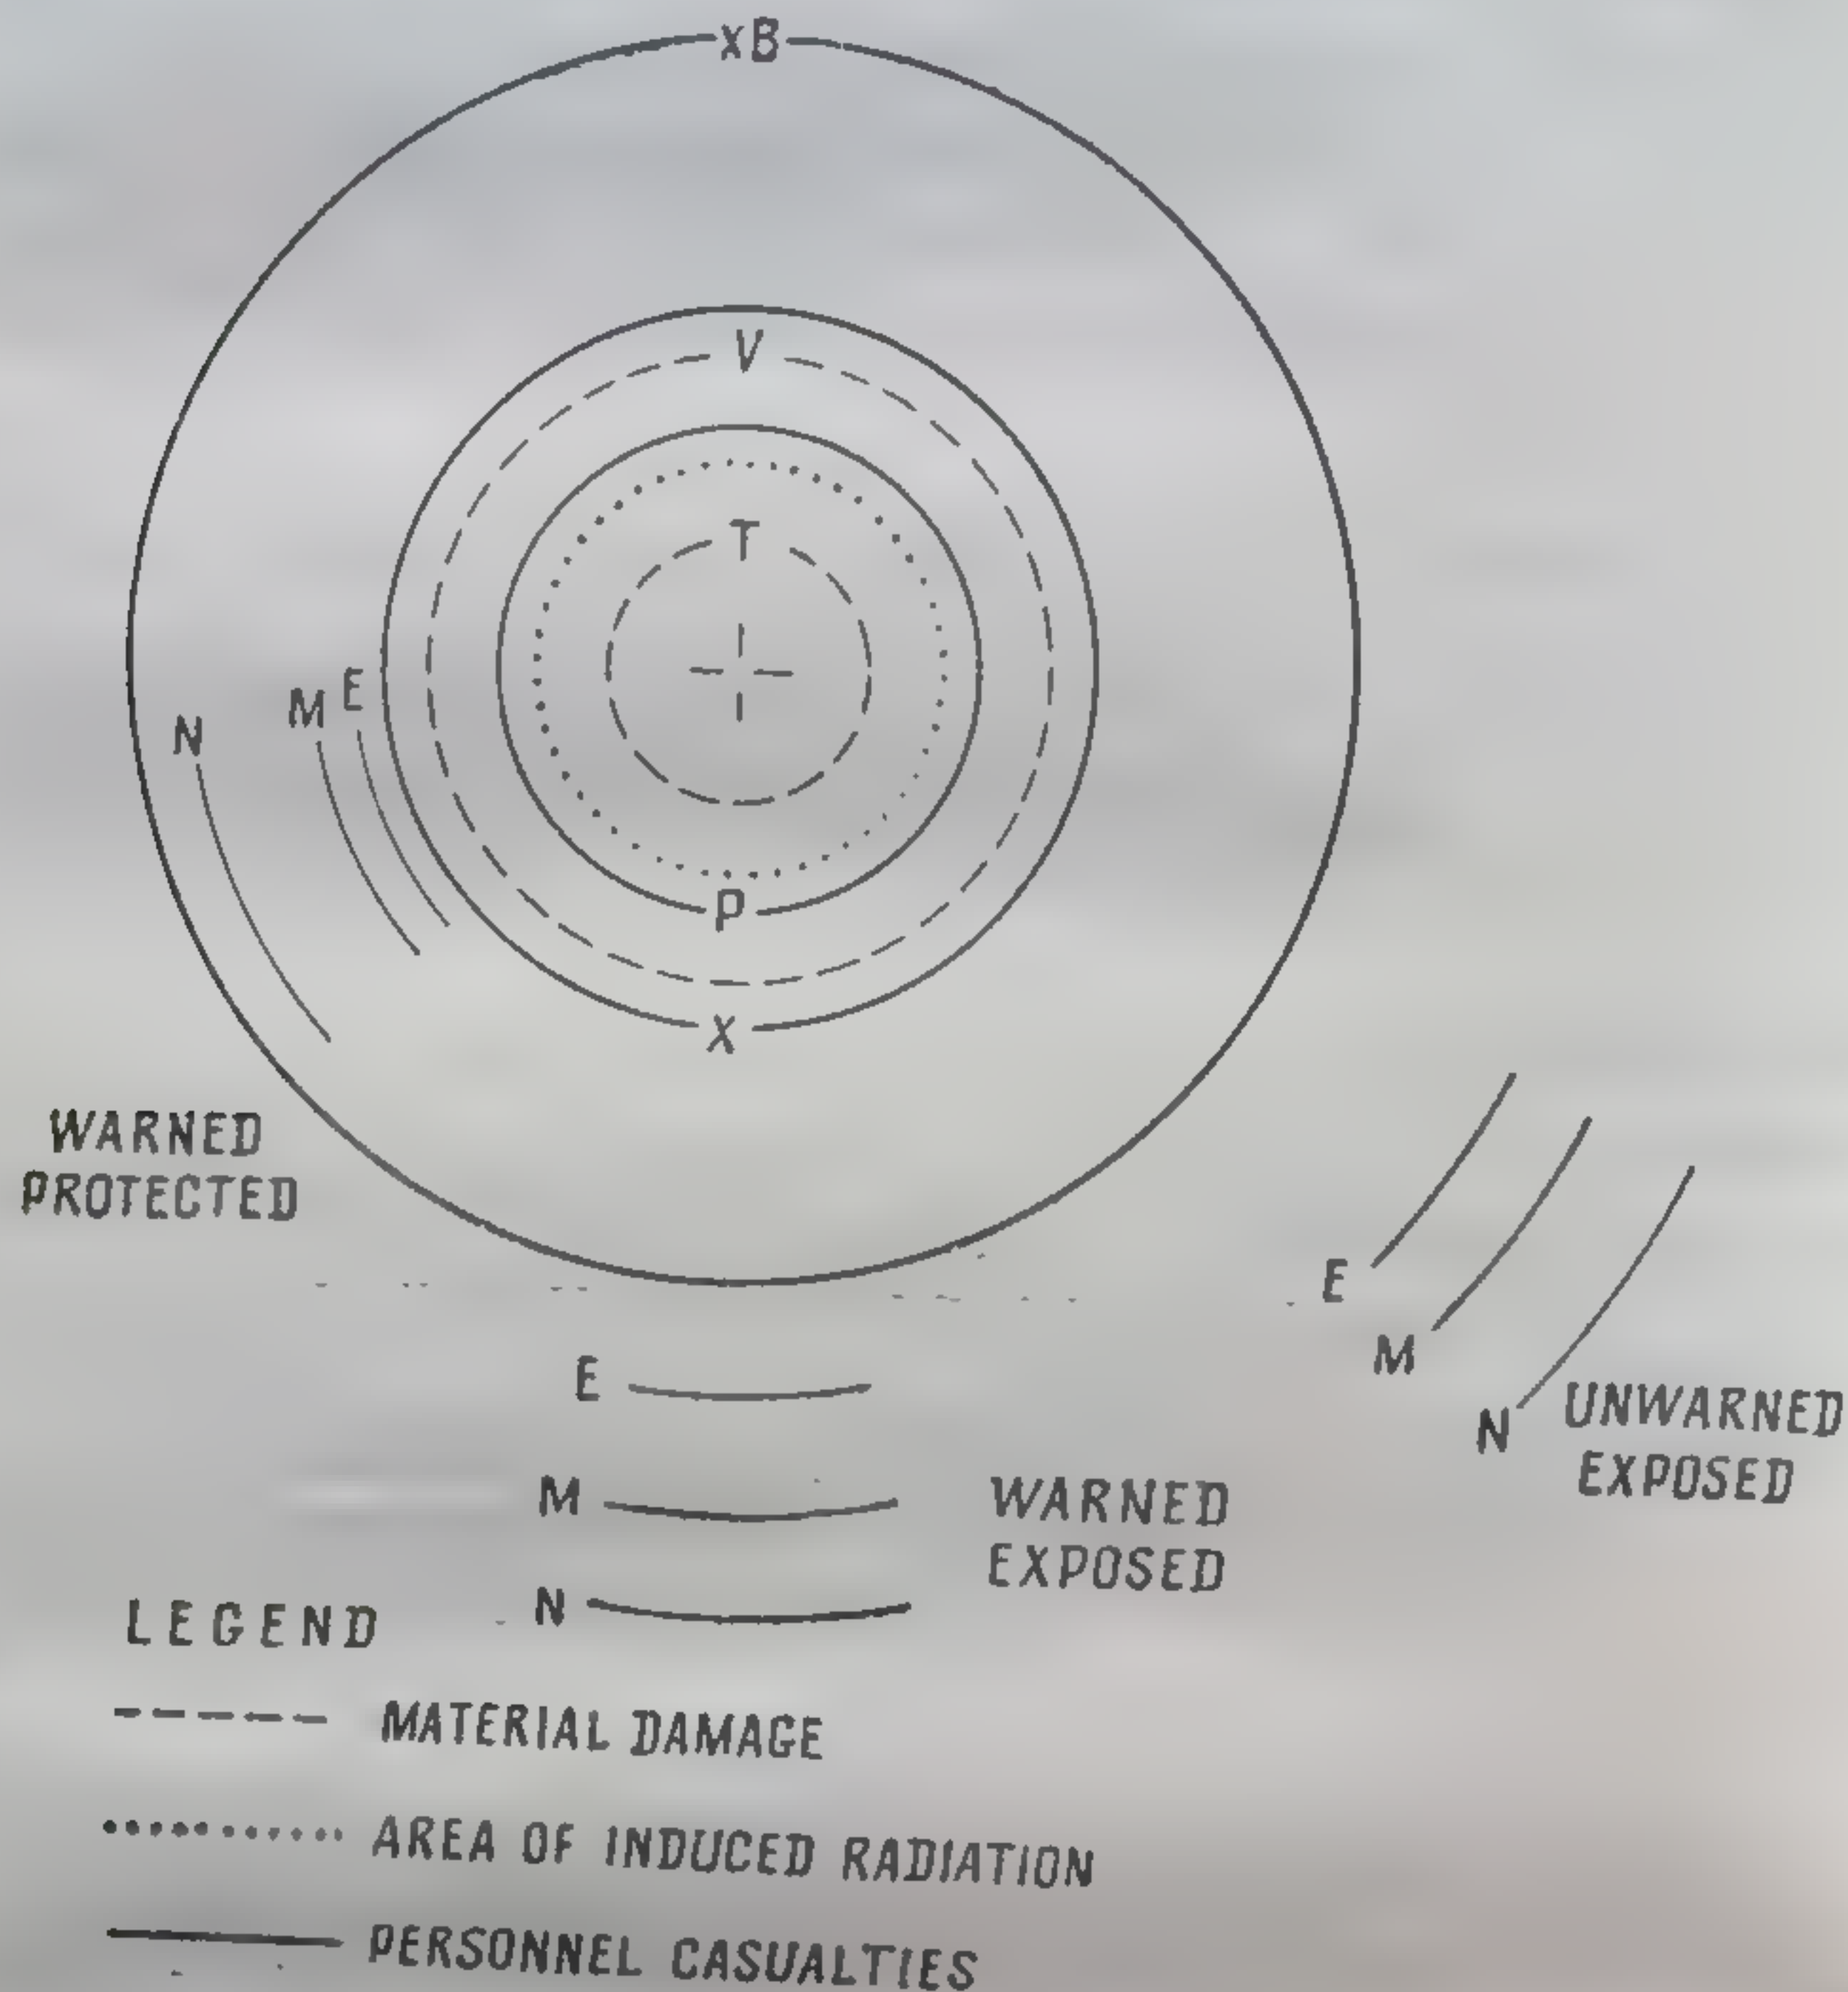 XB
V
T
M E
N
P
X
WARNED
PROTECTED
E
M
N
UNWARNED
EXPOSED
E
M
N
WARNED
EXPOSED
LEGEND
MATERIAL DAMAGE
AREA OF INDUCED RADIATION
PERSONNEL CASUALTIES